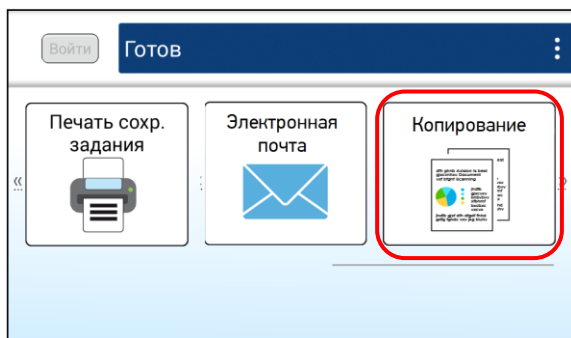 Войти
Готов
Печать сохр.
задания
Электронная
почта
Копирование